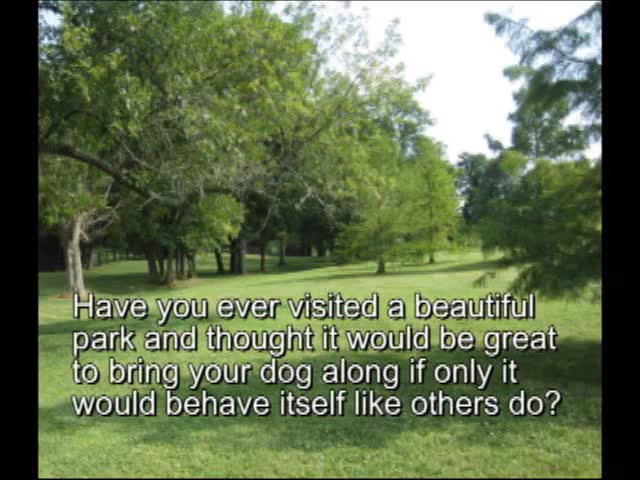 Have you ever visited a beautiful
park and thought it would be great
to bring your dog along if only it
would behave itself like others do?